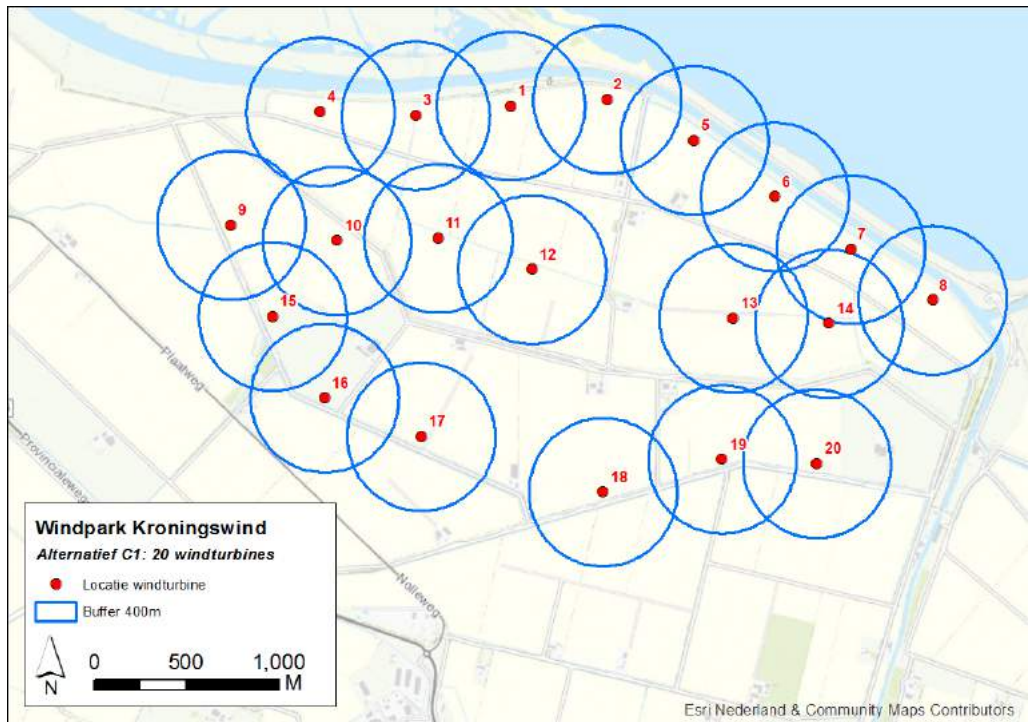 4
3
1
2
5
6
7
8
9
10
11
12
13
14
15
16
17
18
19
20
Plaatweg
Provincialeweg
Nolleweg
Windpark Kroningswind
Alternatief C1: 20 windturbines
Locatie windturbine
Buffer 400m
N
0 500 1,000
M
Esri Nederland & Community Maps Contributors